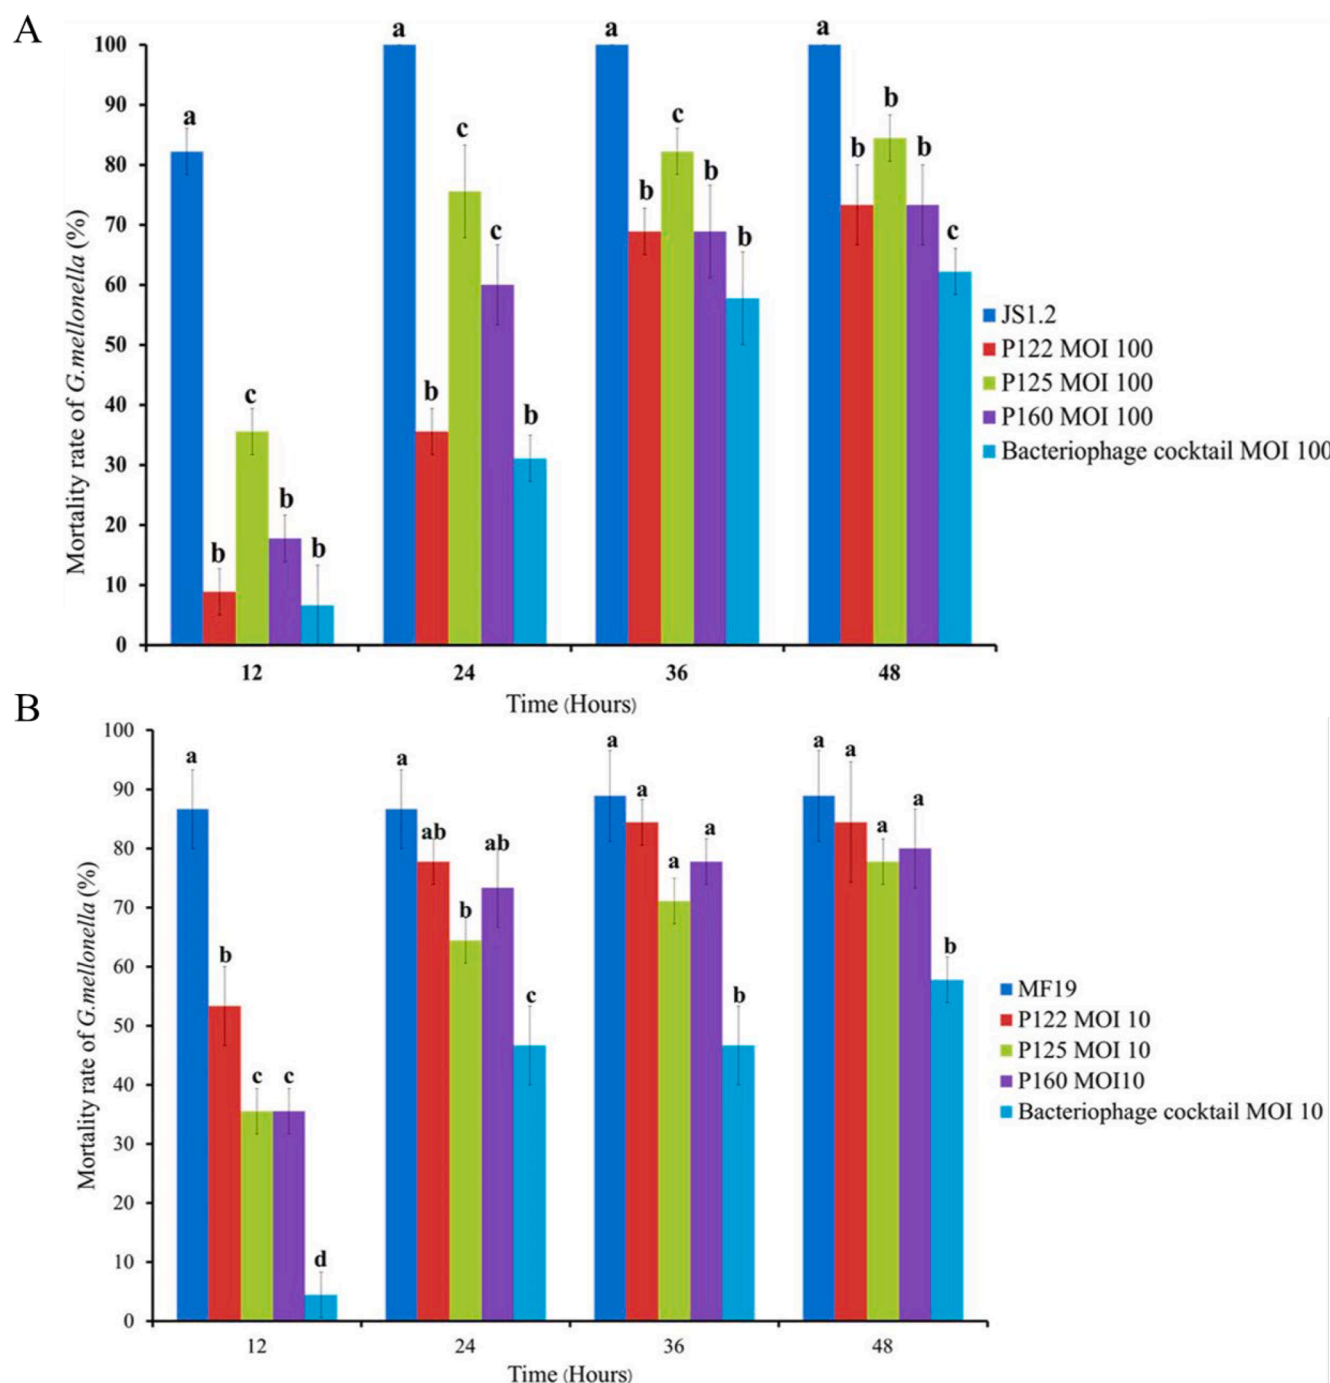 A
a
a
a
a
b
c
b
b
b
c
c
b
b
c
b
b
b
b
b
c
100
90
80
70
60
50
40
30
20
10
0
Mortality rate of G.mellonella (%)
12
24
36
48
Time (Hours)
JS1.2
P122 MOI 100
P125 MOI 100
P160 MOI 100
Bacteriophage cocktail MOI 100
B
a
b
c
c
d
a
ab
b
ab
c
a
a
a
a
b
a
a
a
a
b
100
90
80
70
60
50
40
30
20
10
0
Mortality rate of G.mellonella (%)
12
24
36
48
Time (Hours)
MF19
P122 MOI 10
P125 MOI 10
P160 MOI10
Bacteriophage cocktail MOI 10